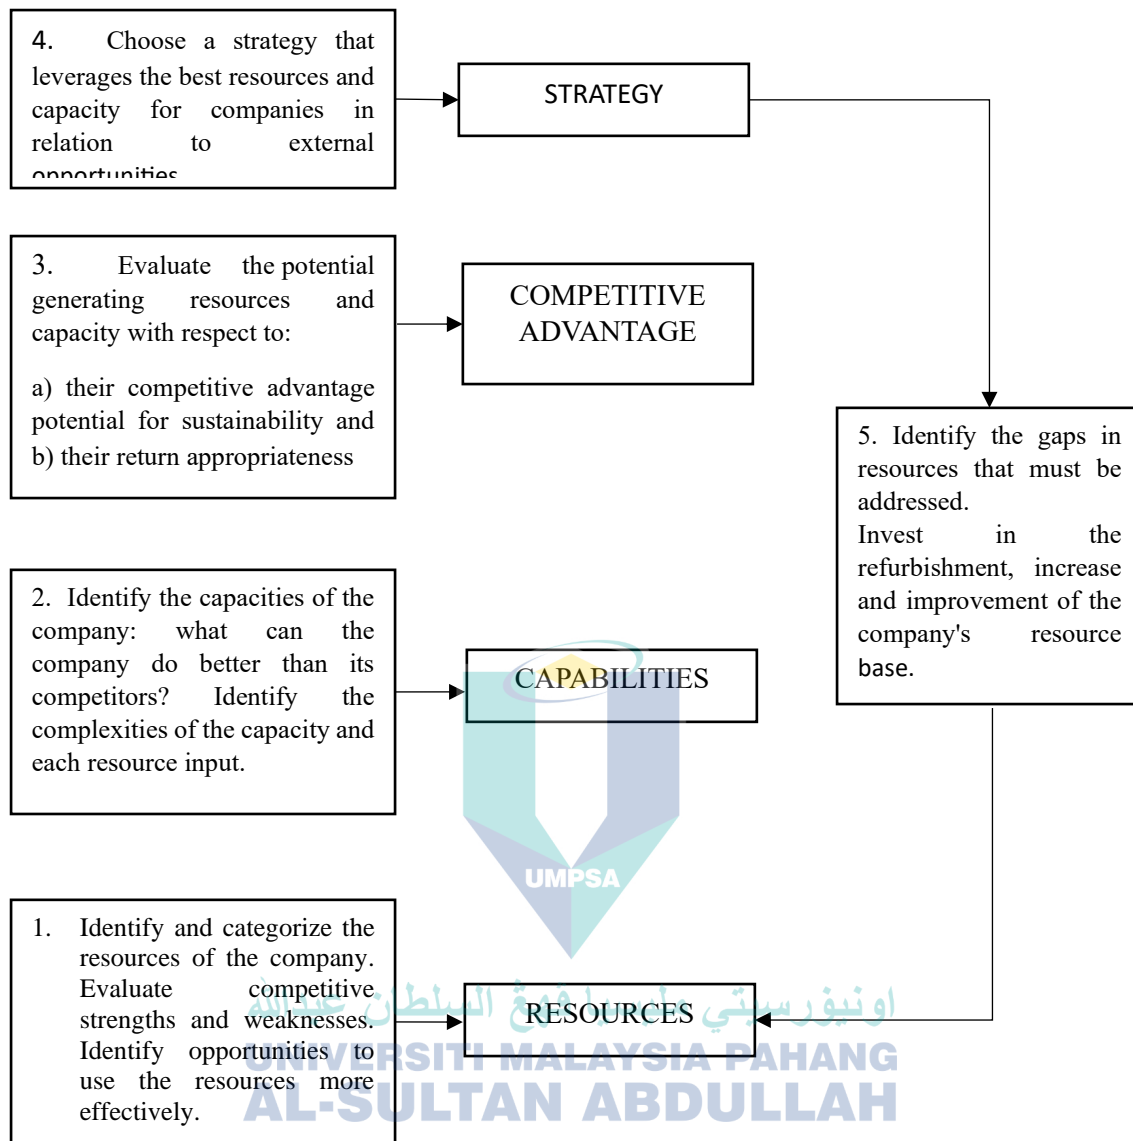 4. Choose a strategy that
leverages the best resources and
capacity for companies in
relation to external
opportunities
STRATEGY
3. Evaluate the potential
generating resources and
capacity with respect to:
a) their competitive advantage
potential for sustainability and
b) their return appropriateness
COMPETITIVE
ADVANTAGE
5. Identify the gaps in
resources that must be
addressed.
Invest in the
refurbishment, increase
and improvement of the
company's resource
base.
2. Identify the capacities of the
company: what can the
company do better than its
competitors? Identify the
complexities of the capacity and
each resource input.
CAPABILITIES
UMPSA
1. Identify and categorize the
resources of the company.
Evaluate competitive
strengths and weaknesses.
Identify opportunities to
use the resources more
effectively.
RESOURCES
اونيۏرسيتي مليسيا ڤهڠ السلطان عبدالله
UNIVERSITI MALAYSIA PAHANG
AL-SULTAN ABDULLAH